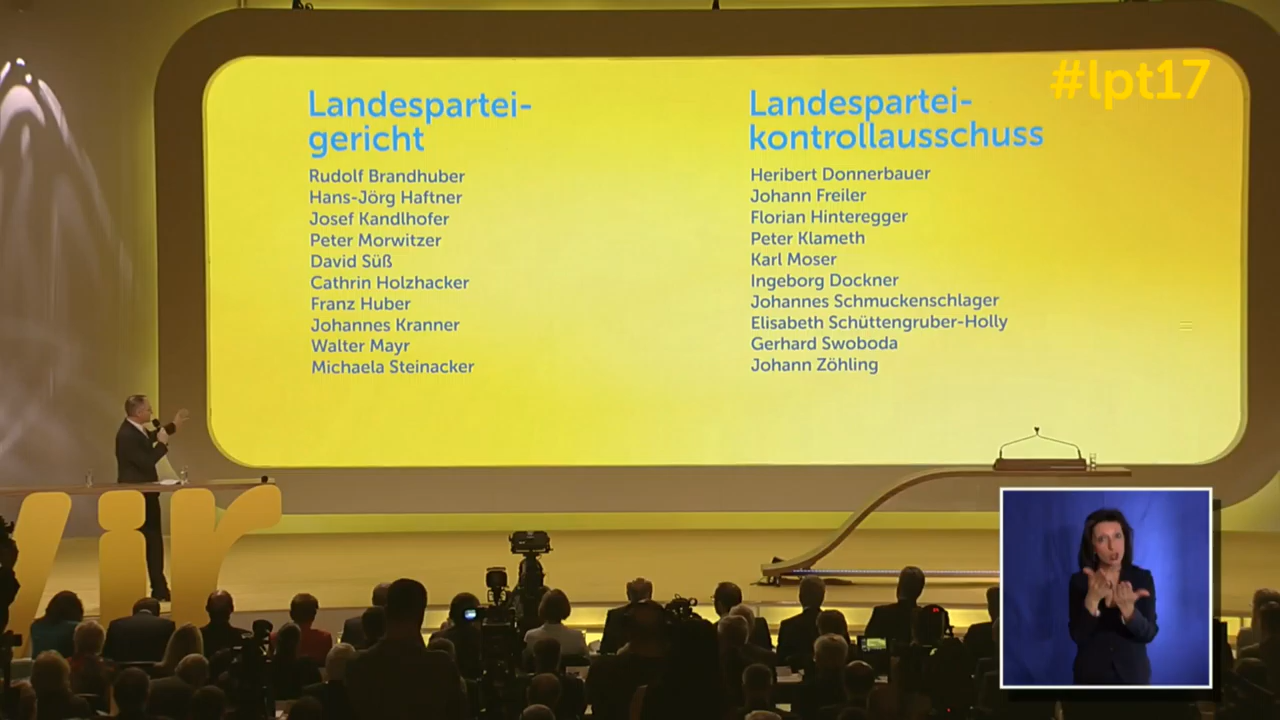 #lpt17
Landespartei-
gericht
Rudolf Brandhuber
Hans-Jörg Haftner
Josef Kandlhofer
Peter Morwitzer
David Süß
Cathrin Holzhacker
Franz Huber
Johannes Kranner
Walter Mayr
Michaela Steinacker
Landespartei-
kontrollausschuss
Heribert Donnerbauer
Johann Freiler
Florian Hinteregger
Peter Klameth
Karl Moser
Ingeborg Dockner
Johannes Schmuckenschlager
Elisabeth Schüttengruber-Holly
Gerhard Swoboda
Johann Zöhling
Wir